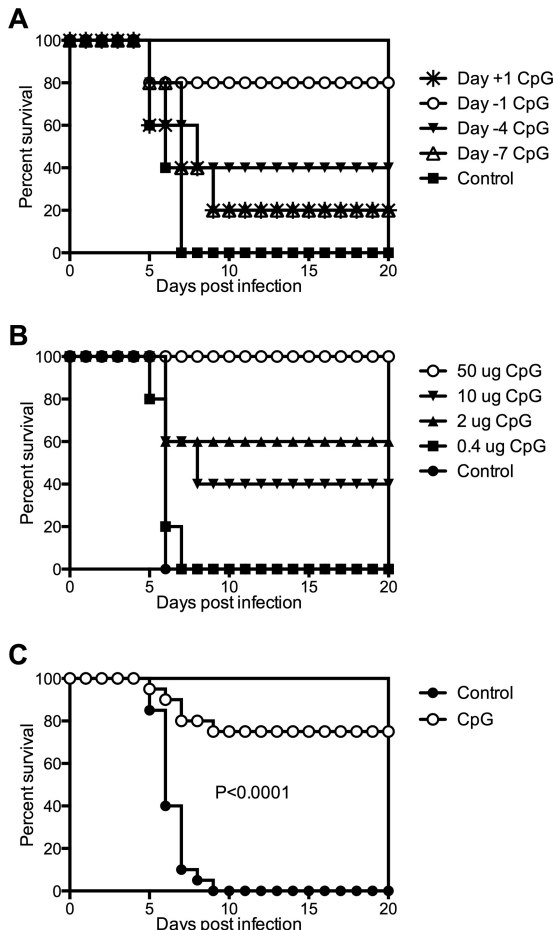 A
100
80
60
40
20
0
Percent survival
0 5 10 15 20
Days post infection
Day +1 CpG
Day -1 CpG
Day -4 CpG
Day -7 CpG
Control
B
100
80
60
40
20
0
Percent survival
0 5 10 15 20
Days post infection
50 ug CpG
10 ug CpG
2 ug CpG
0.4 ug CpG
Control
C
100
80
60
40
20
0
Percent survival
P<0.0001
0 5 10 15 20
Days post infection
Control
CpG